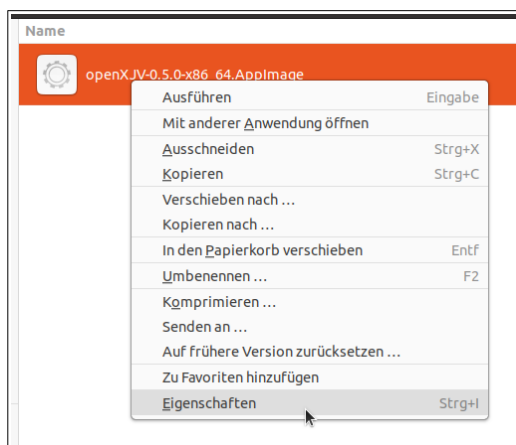 Name
openXJV-0.5.0-x86_64.AppImage
Ausführen Eingabe
Mit anderer Anwendung öffnen
Ausschneiden Strg+X
Kopieren Strg+C
Verschieben nach …
Kopieren nach …
In den Papierkorb verschieben Entf
Umbenennen … F2
Komprimieren …
Senden an …
Auf frühere Version zurücksetzen …
Zu Favoriten hinzufügen
Eigenschaften Strg+I